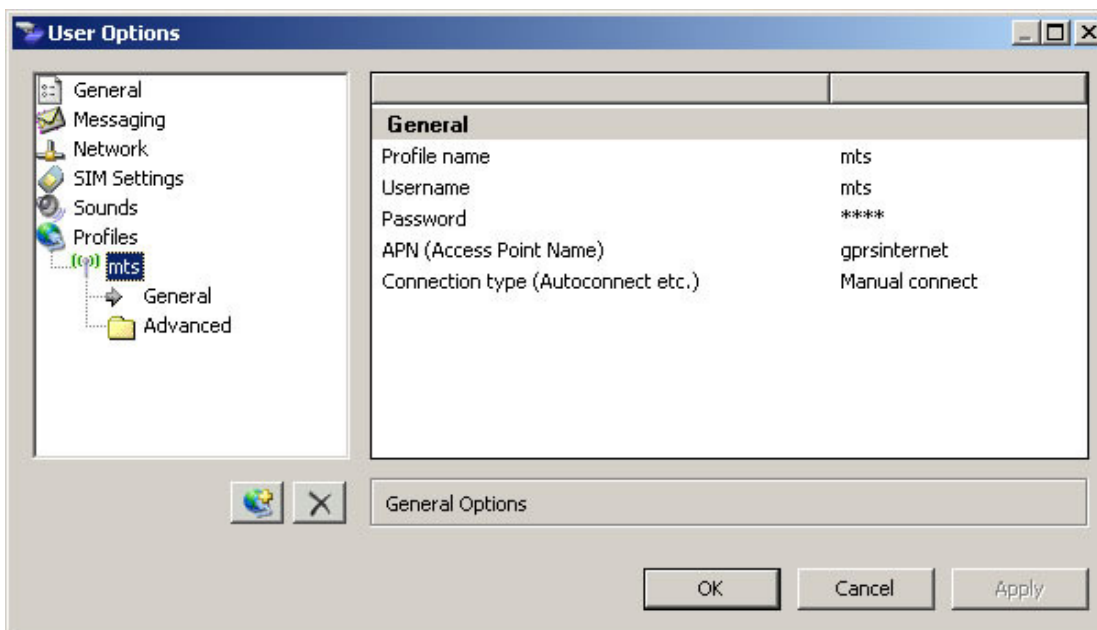 User Options
General
Messaging
Network
SIM Settings
Sounds
Profiles
mts
General
Advanced
General
Profile name mts
Username mts
Password ****
APN (Access Point Name) gprsinternet
Connection type (Autoconnect etc.) Manual connect
General Options
OK Cancel Apply